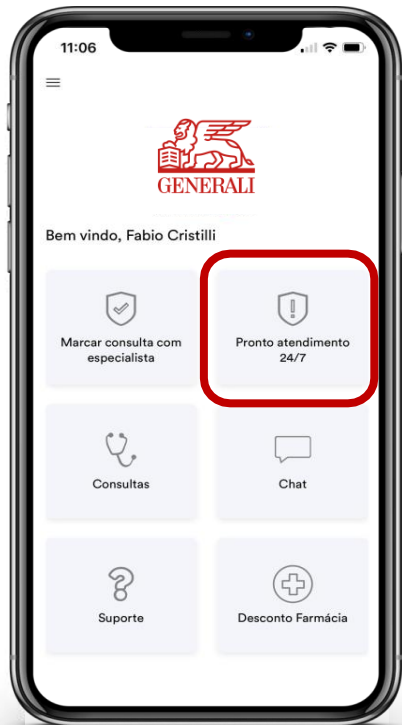 11:06
GENERALI
Bem vindo, Fabio Cristilli
Marcar consulta com
especialista
Pronto atendimento
24/7
Consultas
Chat
Suporte
Desconto Farmácia